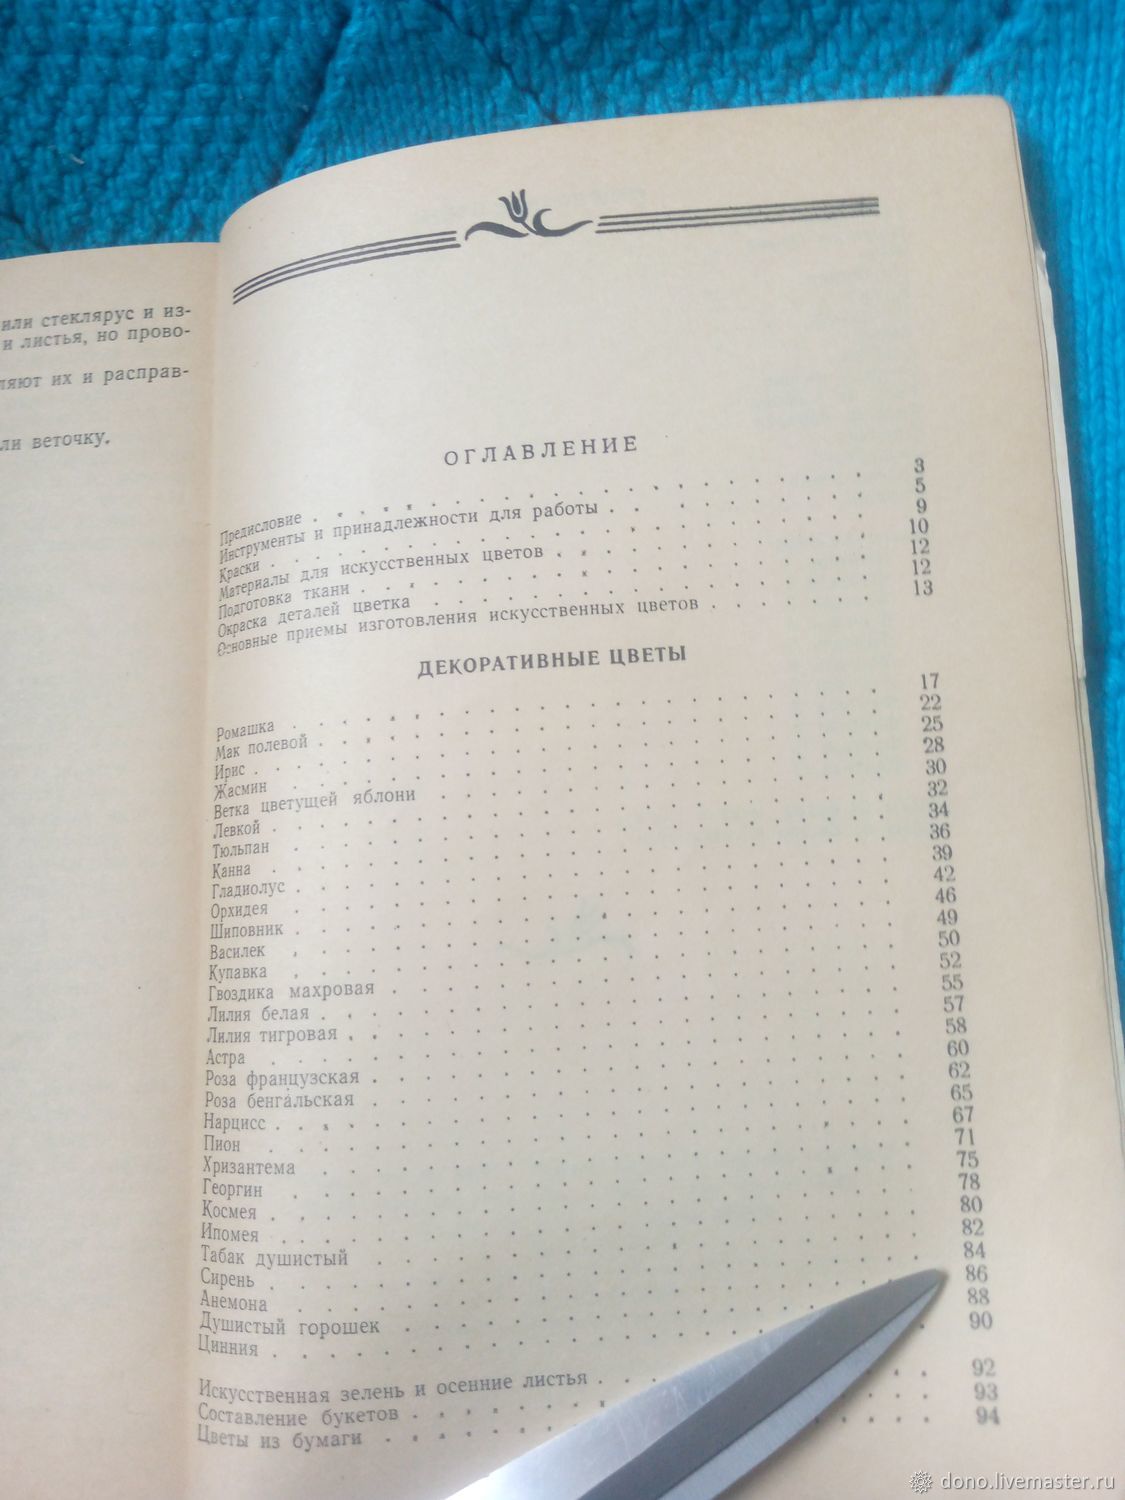 или стеклярус и из-
и листья, но прово-
ляют их и расправ-
ли веточку.
ОГЛАВЛЕНИЕ
Предисловие 3
Инструменты и принадлежности для работы 5
Краски 9
Материалы для искусственных цветов 10
Подготовка ткани 12
Окраска деталей цветка 12
Основные приемы изготовления искусственных цветов 13
ДЕКОРАТИВНЫЕ ЦВЕТЫ
Ромашка 17
Мак полевой 22
Ирис 25
Жасмин 28
Ветка цветущей яблони 30
Левкой 32
Тюльпан 34
Канна 36
Гладиолус 39
Орхидея 42
Шиповник 46
Василек 49
Купавка 50
Гвоздика махровая 52
Лилия белая 55
Лилия тигровая 57
Астра 58
Роза французская 60
Роза бенгальская 62
Нарцисс 65
Пион 67
Хризантема 71
Георгин 75
Космея 78
Ипомея 80
Табак душистый 82
Сирень 84
Анемона 86
Душистый горошек 88
Цинния 90
Искусственная зелень и осенние листья 92
Составление букетов 93
Цветы из бумаги 94
dono.livemaster.ru